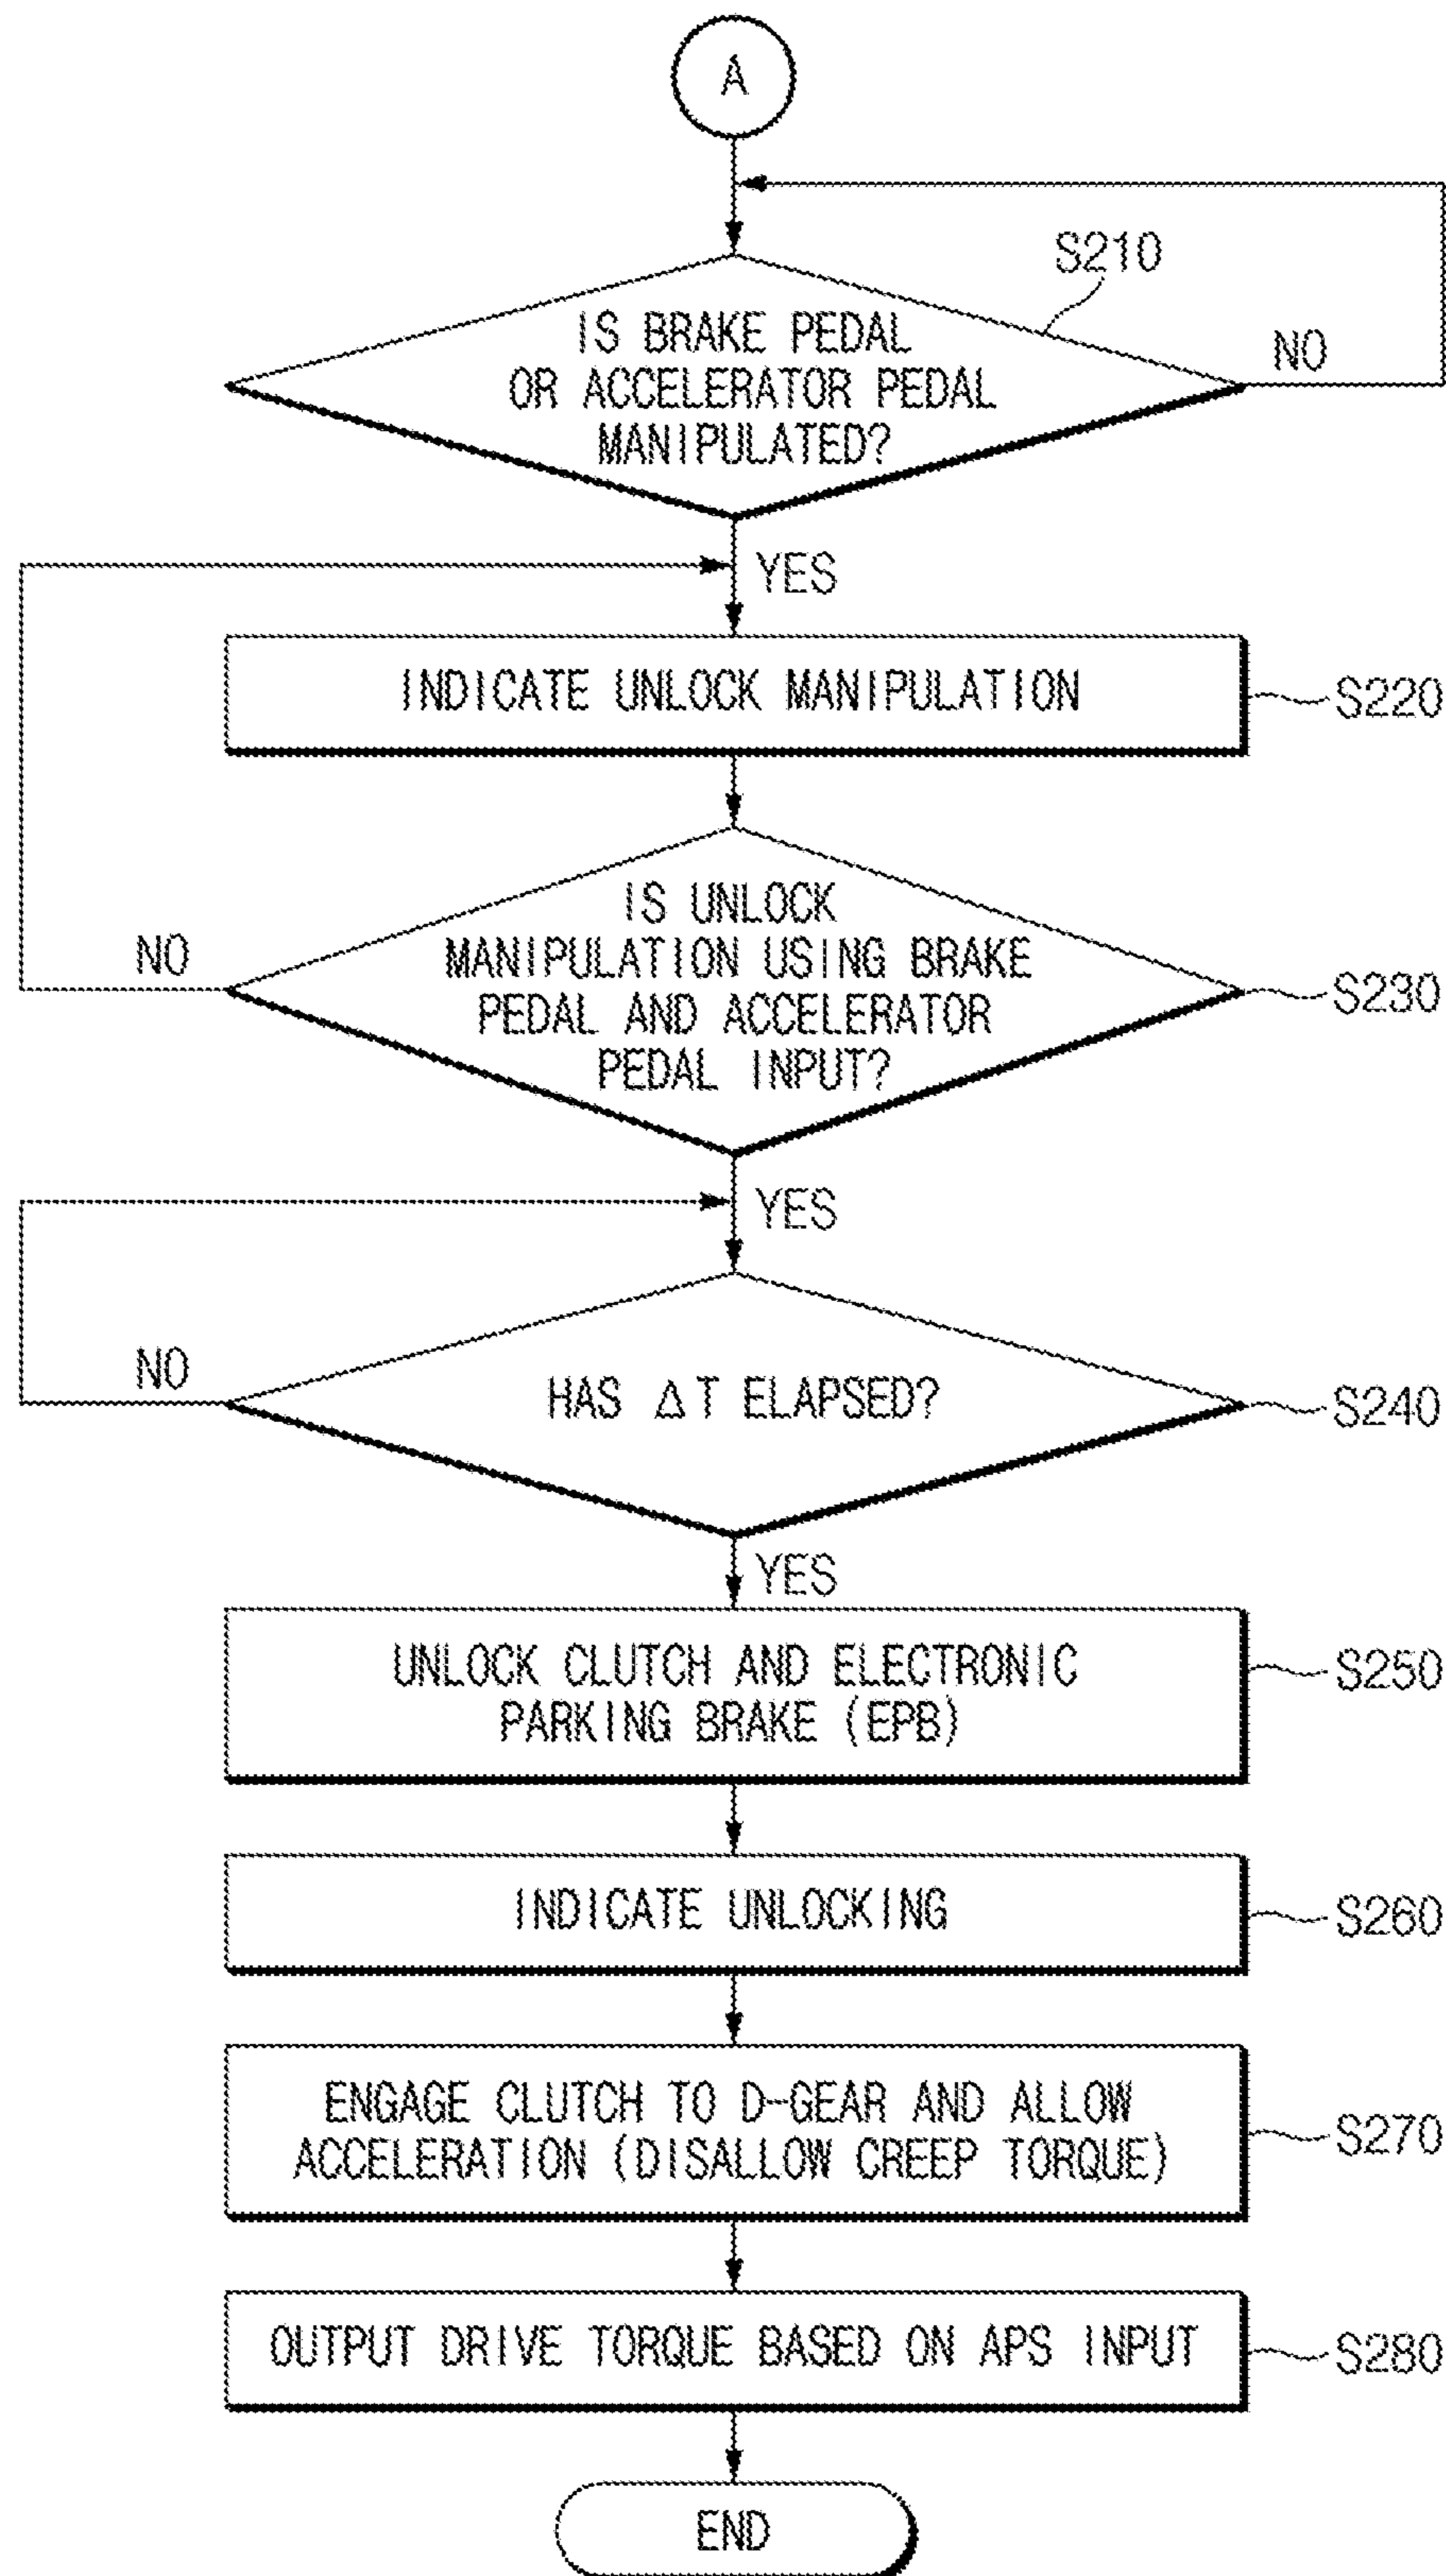 A
S210
IS BRAKE PEDAL
OR ACCELERATOR PEDAL
MANIPULATED?
NO
YES
INDICATE UNLOCK MANIPULATION
S220
IS UNLOCK
MANIPULATION USING BRAKE
PEDAL AND ACCELERATOR
PEDAL INPUT?
NO
S230
YES
NO
HAS ΔT ELAPSED?
S240
YES
UNLOCK CLUTCH AND ELECTRONIC
PARKING BRAKE (EPB)
S250
INDICATE UNLOCKING
S260
ENGAGE CLUTCH TO D-GEAR AND ALLOW
ACCELERATION (DISALLOW CREEP TORQUE)
S270
OUTPUT DRIVE TORQUE BASED ON APS INPUT
S280
END